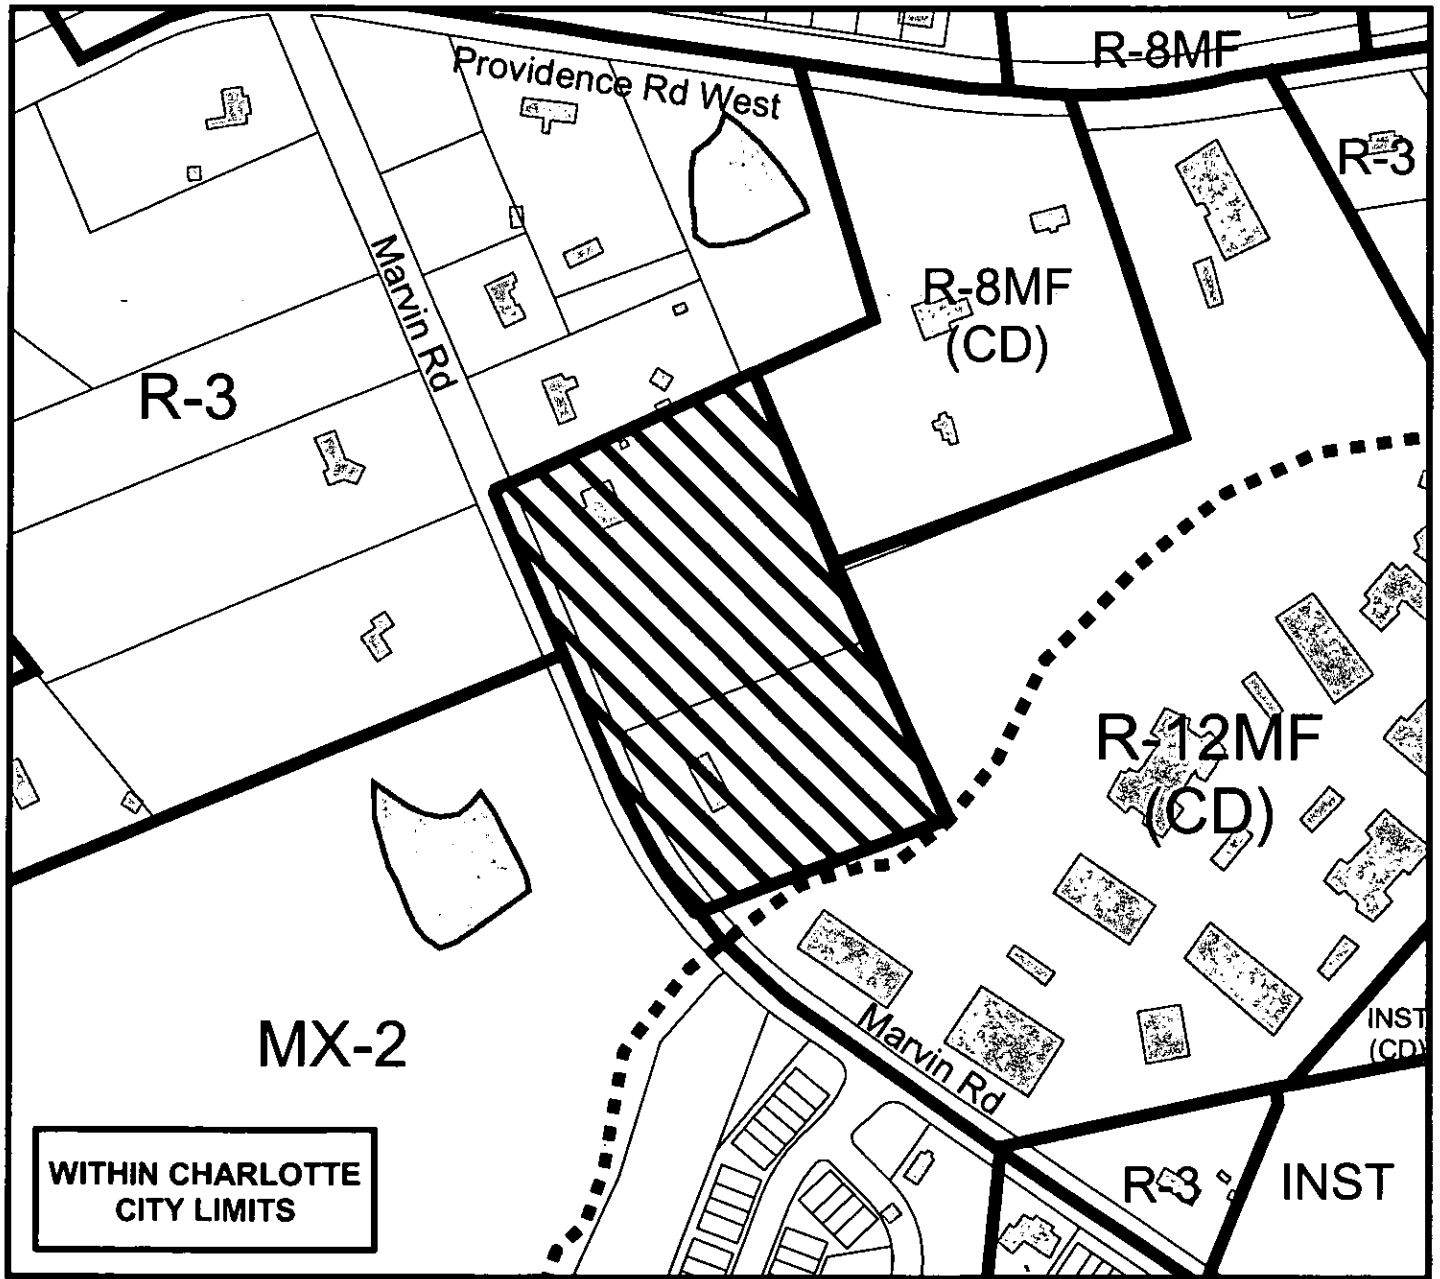 R-8MF
Providence Rd West
R-3
Marvin Rd
R-8MF
(CD)
R-3
R-12MF
(CD)
MX-2
Marvin Rd
INST
(CD)
WITHIN CHARLOTTE
CITY LIMITS
R-3
INST